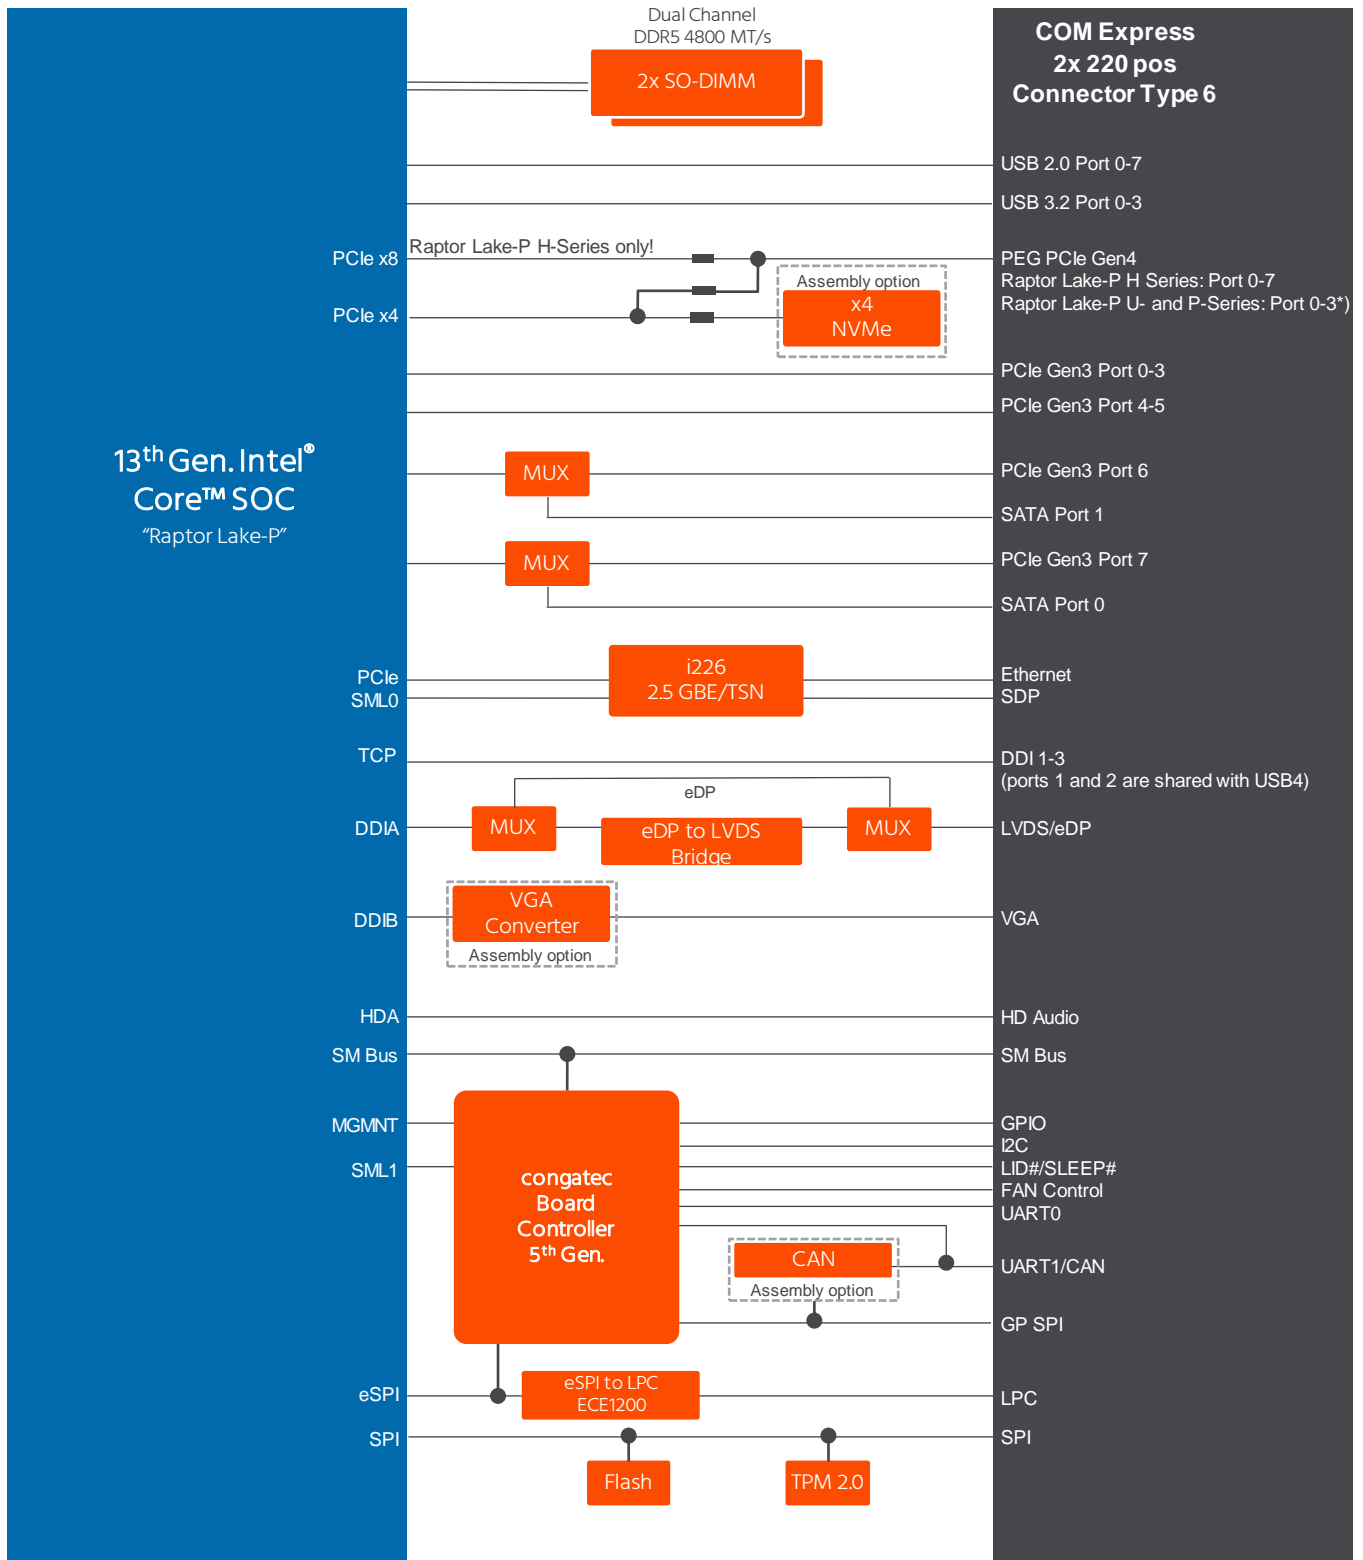 Dual Channel
DDR5 4800 MT/s
2x SO-DIMM
COM Express
2x 220 pos
Connector Type 6
USB 2.0 Port 0-7
USB 3.2 Port 0-3
PCIe x8
Raptor Lake-P H-Series only!
PEG PCIe Gen4
Raptor Lake-P H Series: Port 0-7
Raptor Lake-P U- and P-Series: Port 0-3*)
Assembly option
x4
NVMe
PCIe x4
PCIe Gen3 Port 0-3
PCIe Gen3 Port 4-5
13th Gen. Intel®
Core™ SOC
“Raptor Lake-P”
MUX
PCIe Gen3 Port 6
SATA Port 1
MUX
PCIe Gen3 Port 7
SATA Port 0
PCIe
SML0
i226
2.5 GBE/TSN
Ethernet
SDP
TCP
DDI 1-3
(ports 1 and 2 are shared with USB4)
eDP
DDIA
MUX
eDP to LVDS
Bridge
MUX
LVDS/eDP
DDIB
VGA
Converter
Assembly option
VGA
HDA
HD Audio
SM Bus
SM Bus
MGMNT
SML1
congatec
Board
Controller
5th Gen.
GPIO
I2C
LID#/SLEEP#
FAN Control
UART0
CAN
Assembly option
UART1/CAN
GP SPI
eSPI
eSPI to LPC
ECE1200
LPC
SPI
SPI
Flash
TPM 2.0